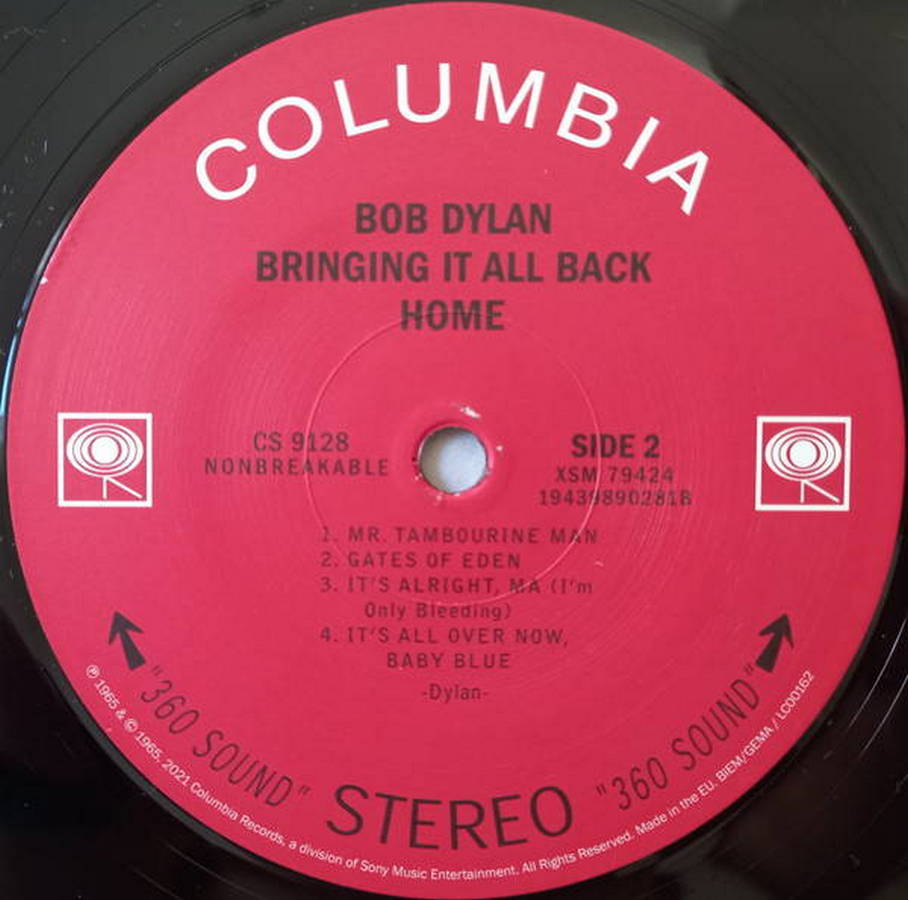 COLUMBIA
BOB DYLAN
BRINGING IT ALL BACK
HOME
CS 9128
NONBREAKABLE
SIDE 2
XSM 79424
19439890281B
1. MR. TAMBOURINE MAN
2. GATES OF EDEN
3. IT'S ALRIGHT, MA (I'm
Only Bleeding)
4. IT'S ALL OVER NOW,
BABY BLUE
-Dylan-
"360 SOUND" STEREO "360 SOUND"
℗ 1965 & © 1965, 2021 Columbia Records, a division of Sony Music Entertainment. All Rights Reserved. Made in the EU. BIEM/GEMA / LC00162